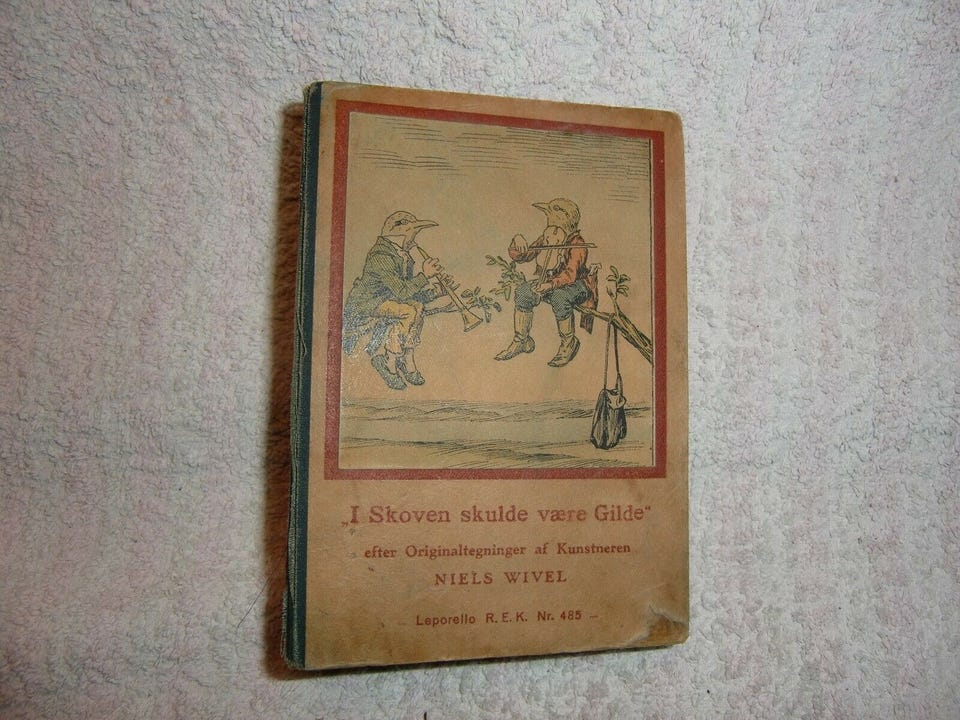 „I Skoven skulde være Gilde“
efter Originaltegninger af Kunstneren
NIELS WIVEL
Leporello R. E. K. Nr. 485